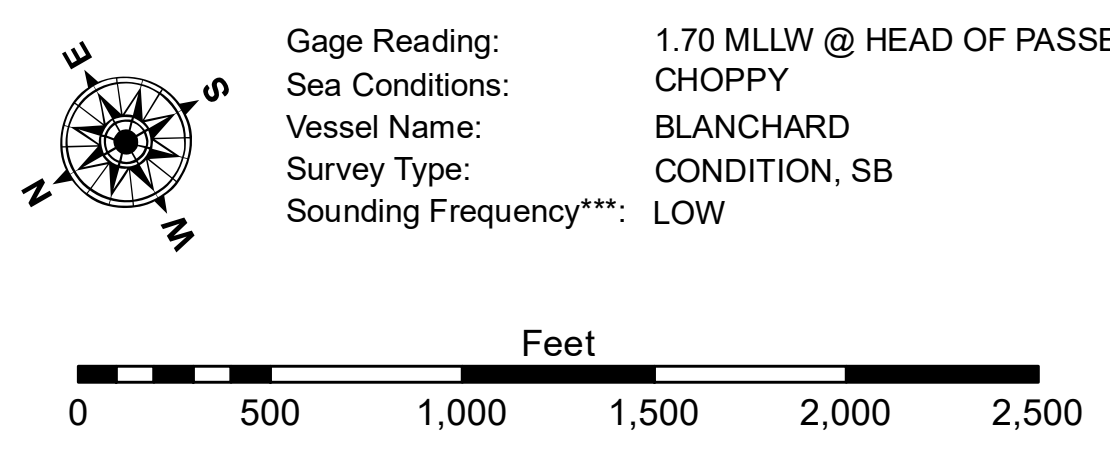 E
S
N
W
Gage Reading: 1.70 MLLW @ HEAD OF PASSE
Sea Conditions: CHOPPY
Vessel Name: BLANCHARD
Survey Type: CONDITION, SB
Sounding Frequency***: LOW
Feet
0 500 1,000 1,500 2,000 2,500